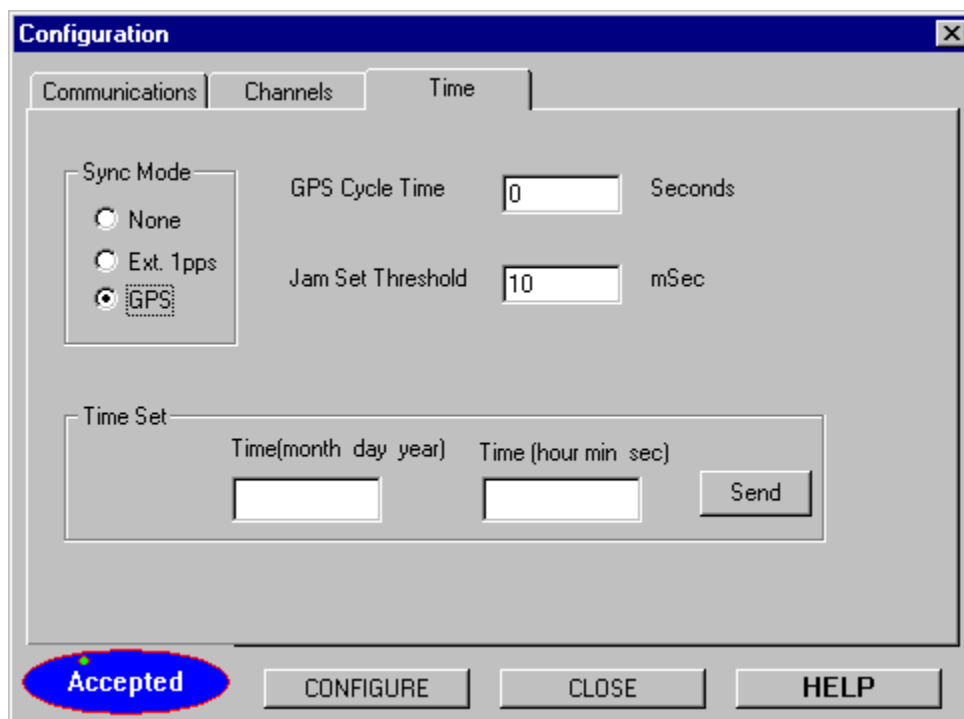 Configuration
Communications
Channels
Time
Sync Mode
None
Ext. 1pps
GPS
GPS Cycle Time 0 Seconds
Jam Set Threshold 10 mSec
Time Set
Time(month day year)
Time (hour min sec)
Send
Accepted
CONFIGURE
CLOSE
HELP